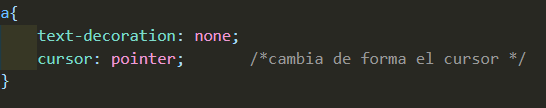 a{
    text-decoration: none;
    cursor: pointer;       /*cambia de forma el cursor */
}